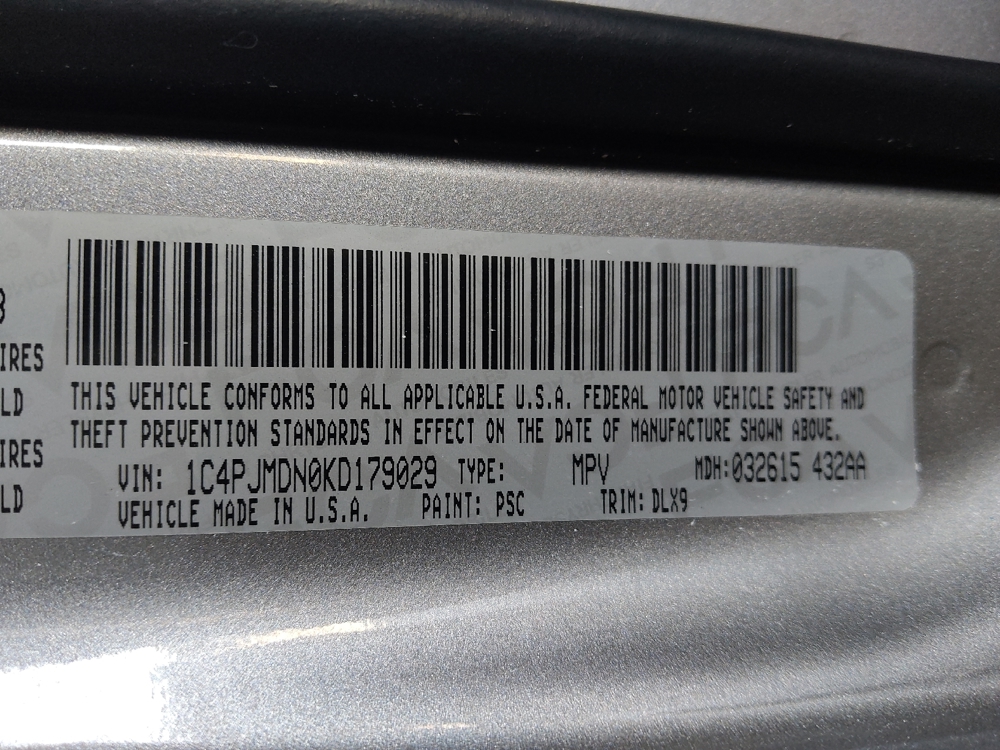 3
IRES
LD
IRES
LD
THIS VEHICLE CONFORMS TO ALL APPLICABLE U.S.A. FEDERAL MOTOR VEHICLE SAFETY AND
THEFT PREVENTION STANDARDS IN EFFECT ON THE DATE OF MANUFACTURE SHOWN ABOVE.
VIN: 1C4PJMDN0KD179029 TYPE: MPV MDH:032615 432AA
VEHICLE MADE IN U.S.A. PAINT: PSC TRIM: DLX9